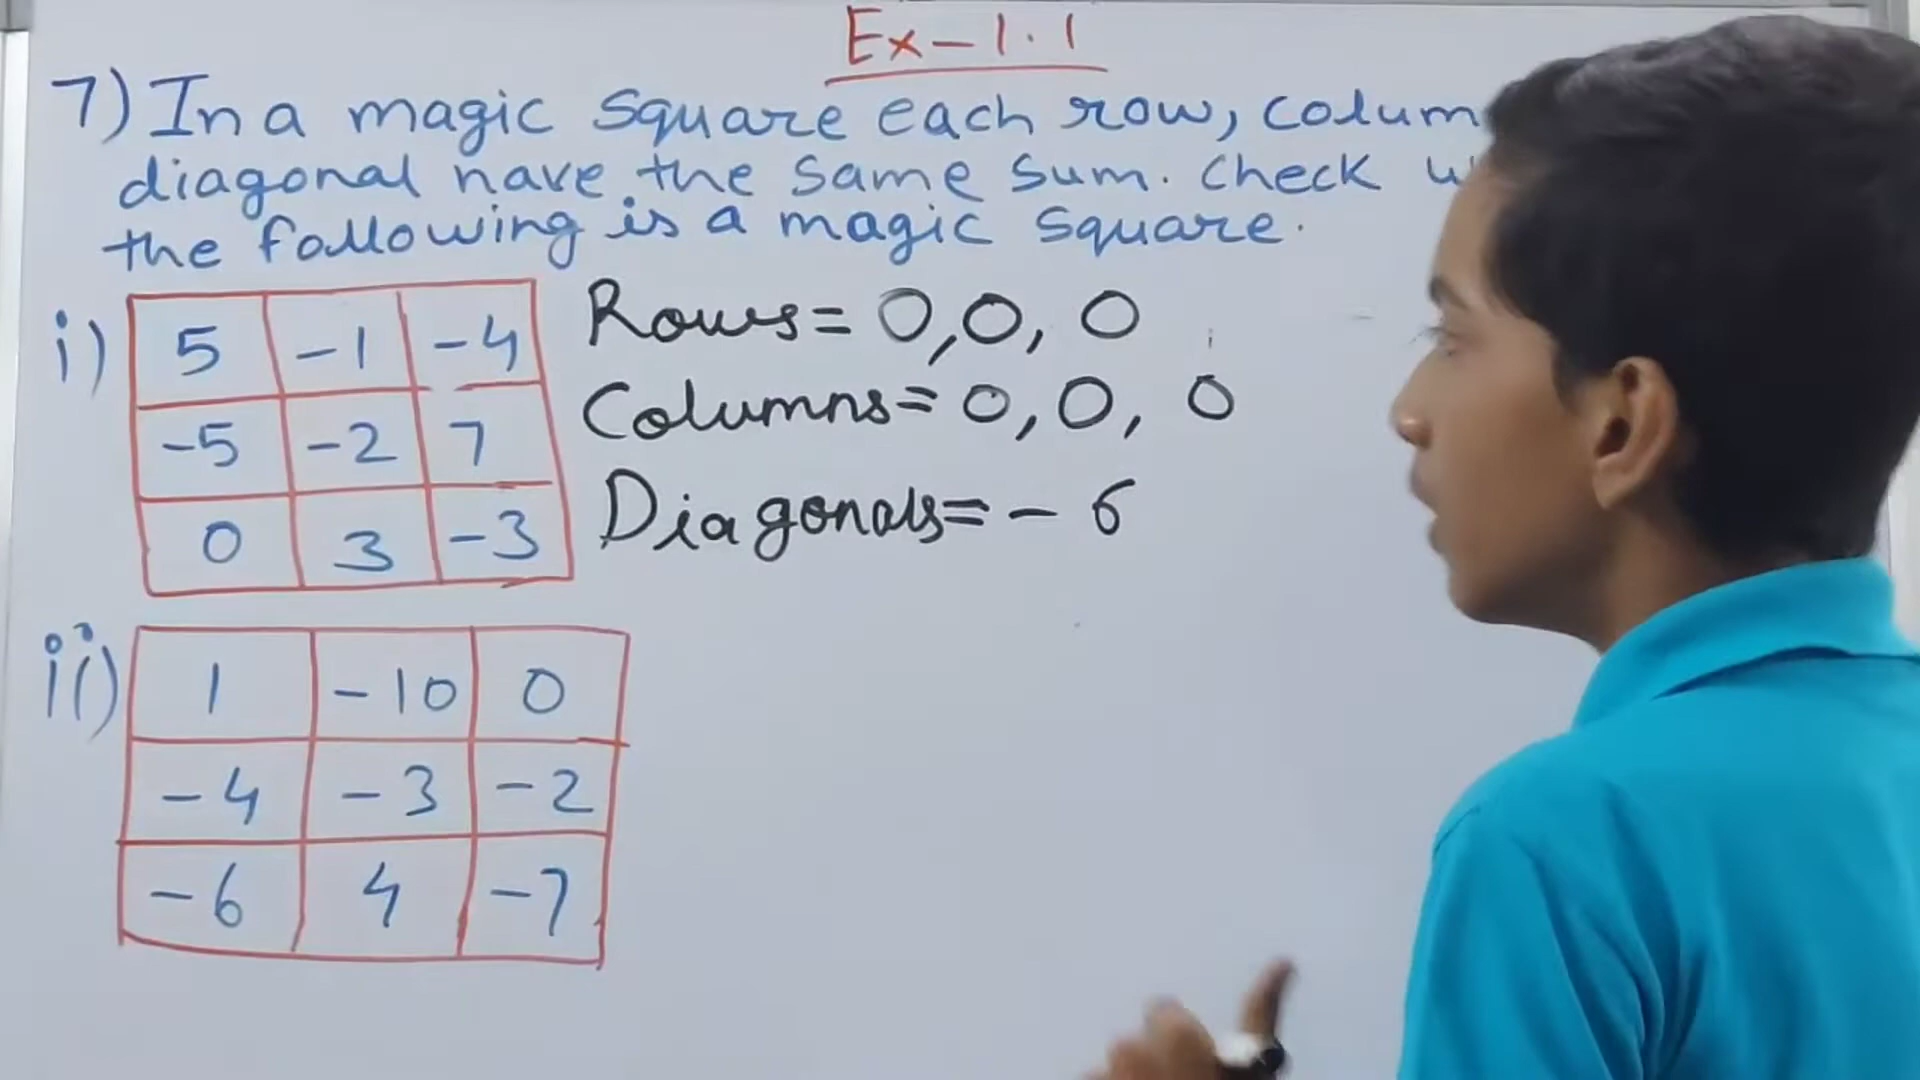 Ex-1.1
7) In a magic square each row,
diagonal have the same sum. Check
the following is a magic square.
i) 5 -1 -4
-5 -2 7
0 3 -3
Rows= 0,0, 0
Columns= 0,0, 0
Diagonals= - 6
ii) 1 -10 0
-4 -3 -2
-6 4 -7